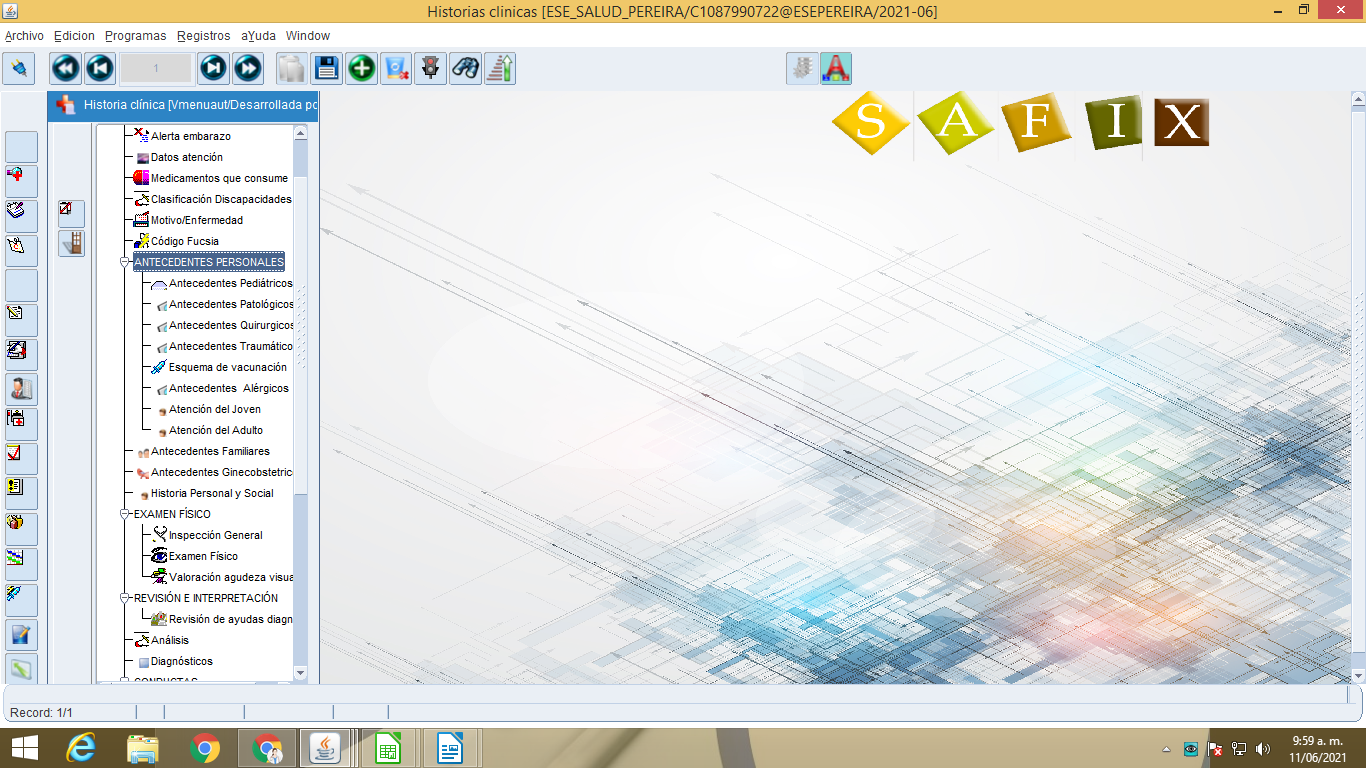 Historias clinicas [ESE_SALUD_PEREIRA/C1087990722@ESEPEREIRA/2021-06]
Archivo Edicion Programas Registros aYuda Window
1
Historia clínica [Vmenuaut/Desarrollada po
S A F I X
Alerta embarazo
Datos atención
Medicamentos que consume
Clasificación Discapacidades
Motivo/Enfermedad
Código Fucsia
ANTECEDENTES PERSONALES
Antecedentes Pediátricos
Antecedentes Patológicos
Antecedentes Quirurgicos
Antecedentes Traumático
Esquema de vacunación
Antecedentes Alérgicos
Atención del Joven
Atención del Adulto
Antecedentes Familiares
Antecedentes Ginecobstetric
Historia Personal y Social
EXAMEN FÍSICO
Inspección General
Examen Físico
Valoración agudeza visua
REVISIÓN E INTERPRETACIÓN
Revisión de ayudas diagn
Análisis
Diagnósticos
CONDUCTAS
Record: 1/1
9:59 a. m.
11/06/2021